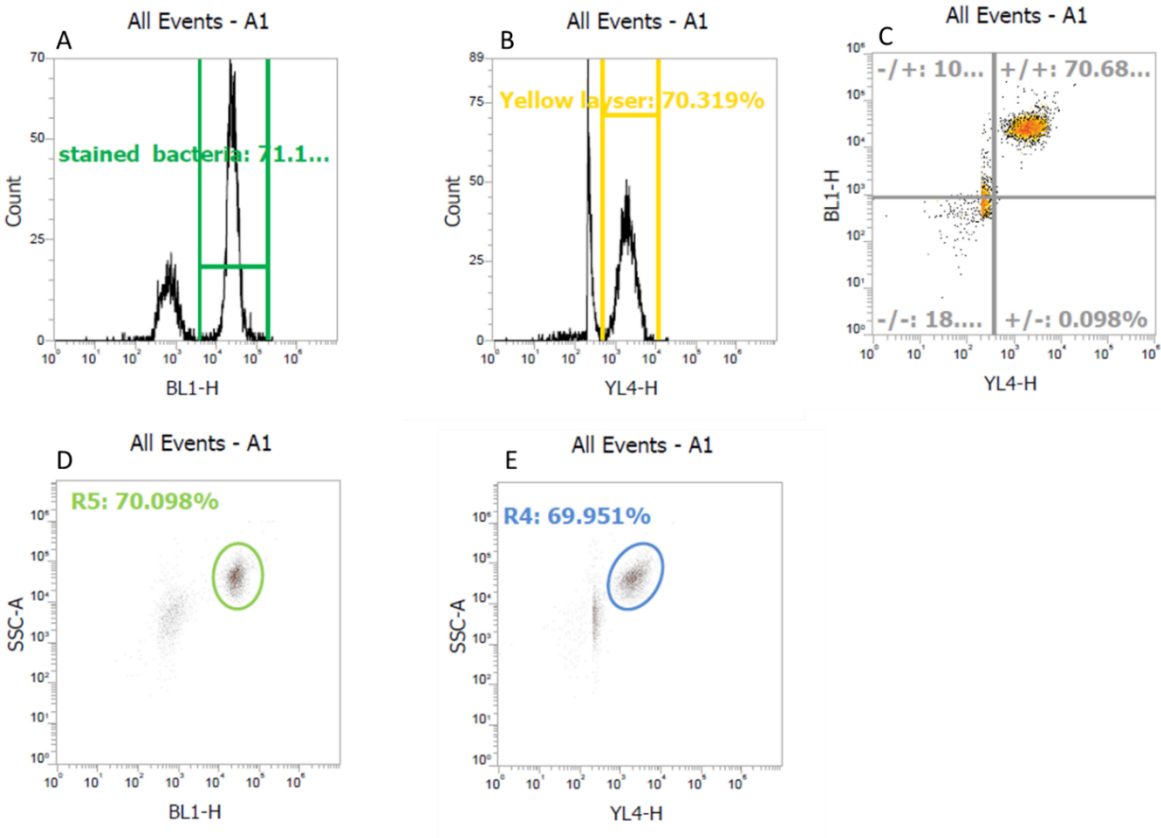 A
All Events - A1
70
50
25
0
stained bacteria: 71.1...
Count
10⁰ 10¹ 10² 10³ 10⁴ 10⁵ 10⁶
BL1-H
B
All Events - A1
89
75
50
25
0
Yellow layser: 70.319%
Count
10⁰ 10¹ 10² 10³ 10⁴ 10⁵ 10⁶
YL4-H
C
All Events - A1
-/+: 10... +/+: 70.68...
10⁶
10⁵
10⁴
10³
10²
10¹
10⁰
BL1-H
-/-: 18.... +/-: 0.098%
10⁰ 10¹ 10² 10³ 10⁴ 10⁵ 10⁶
YL4-H
D
All Events - A1
R5: 70.098%
10⁶
10⁵
10⁴
10³
10²
10¹
10⁰
SSC-A
10⁰ 10¹ 10² 10³ 10⁴ 10⁵ 10⁶
BL1-H
E
All Events - A1
R4: 69.951%
10⁶
10⁵
10⁴
10³
10²
10¹
10⁰
SSC-A
10⁰ 10¹ 10² 10³ 10⁴ 10⁵ 10⁶
YL4-H